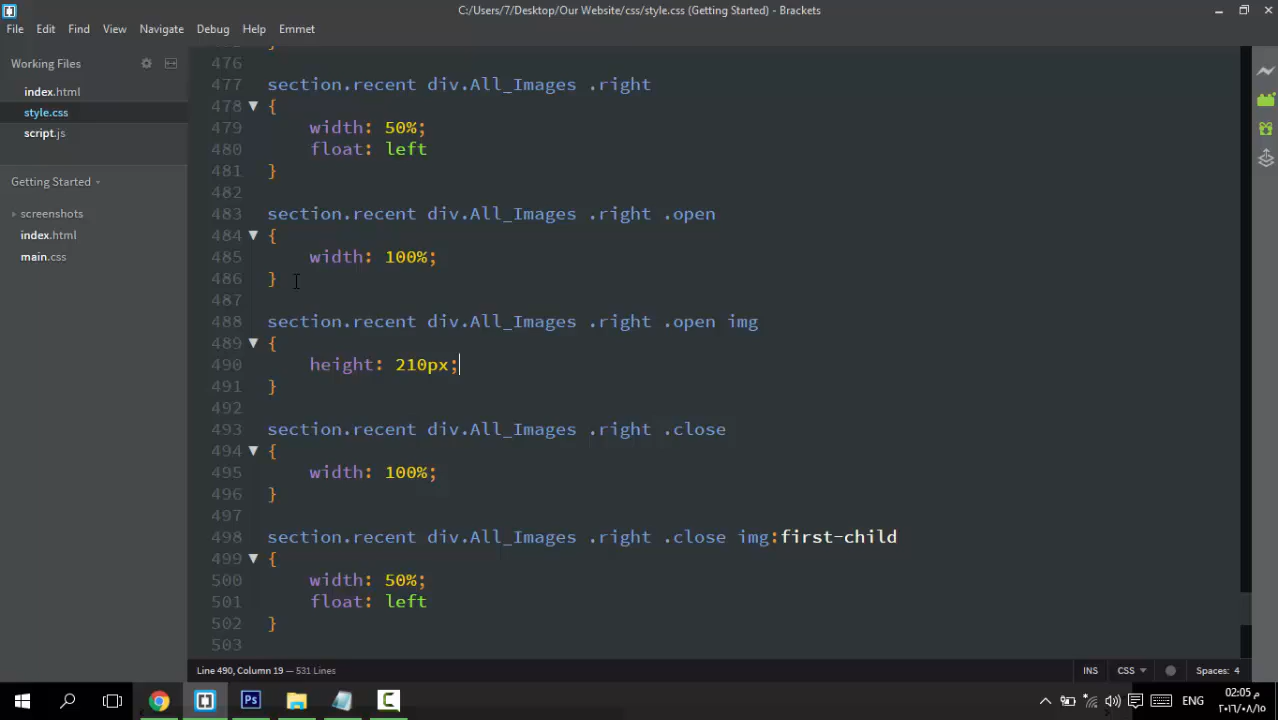 C:/Users/7/Desktop/Our Website/css/style.css (Getting Started) - Brackets
File Edit Find View Navigate Debug Help Emmet
Working Files
index.html
style.css
script.js
Getting Started
screenshots
index.html
main.css
476
477 section.recent div.All_Images .right
478 {
479 width: 50%;
480 float: left
481 }
482
483 section.recent div.All_Images .right .open
484 {
485 width: 100%;
486 }
487
488 section.recent div.All_Images .right .open img
489 {
490 height: 210px;
491 }
492
493 section.recent div.All_Images .right .close
494 {
495 width: 100%;
496 }
497
498 section.recent div.All_Images .right .close img:first-child
499 {
500 width: 50%;
501 float: left
502 }
503
Line 490, Column 19 — 531 Lines
INS CSS Spaces: 4
Ps
ENG
02:05 م
٢٠١٦/٠٨/١٥